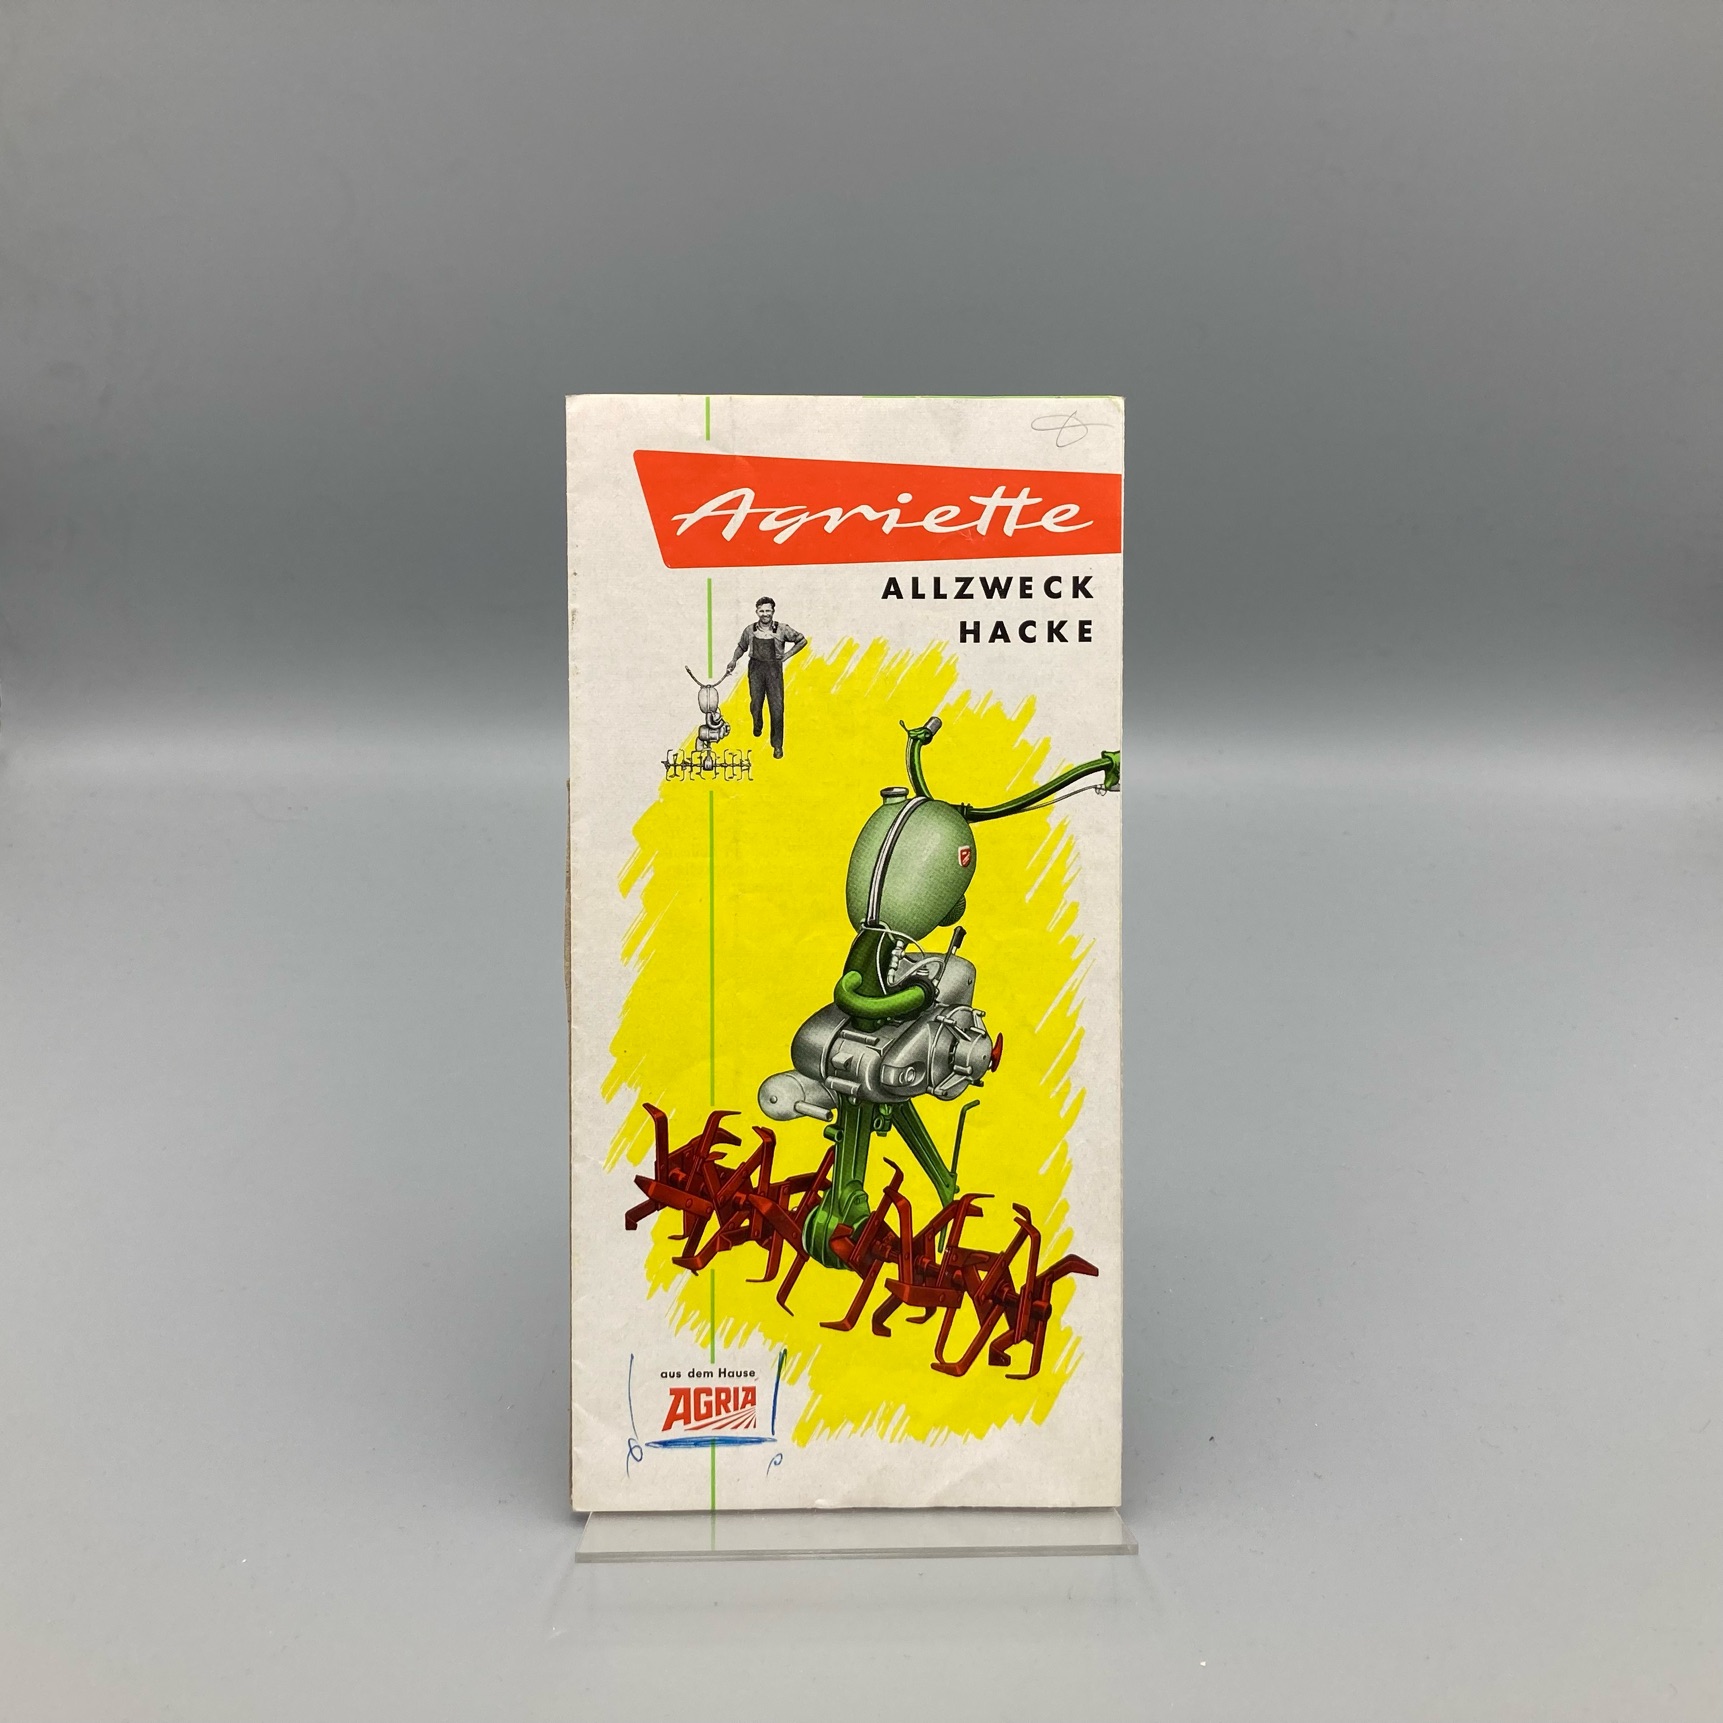 Agriette
ALLZWECK
HACKE
aus dem Hause
AGRIA